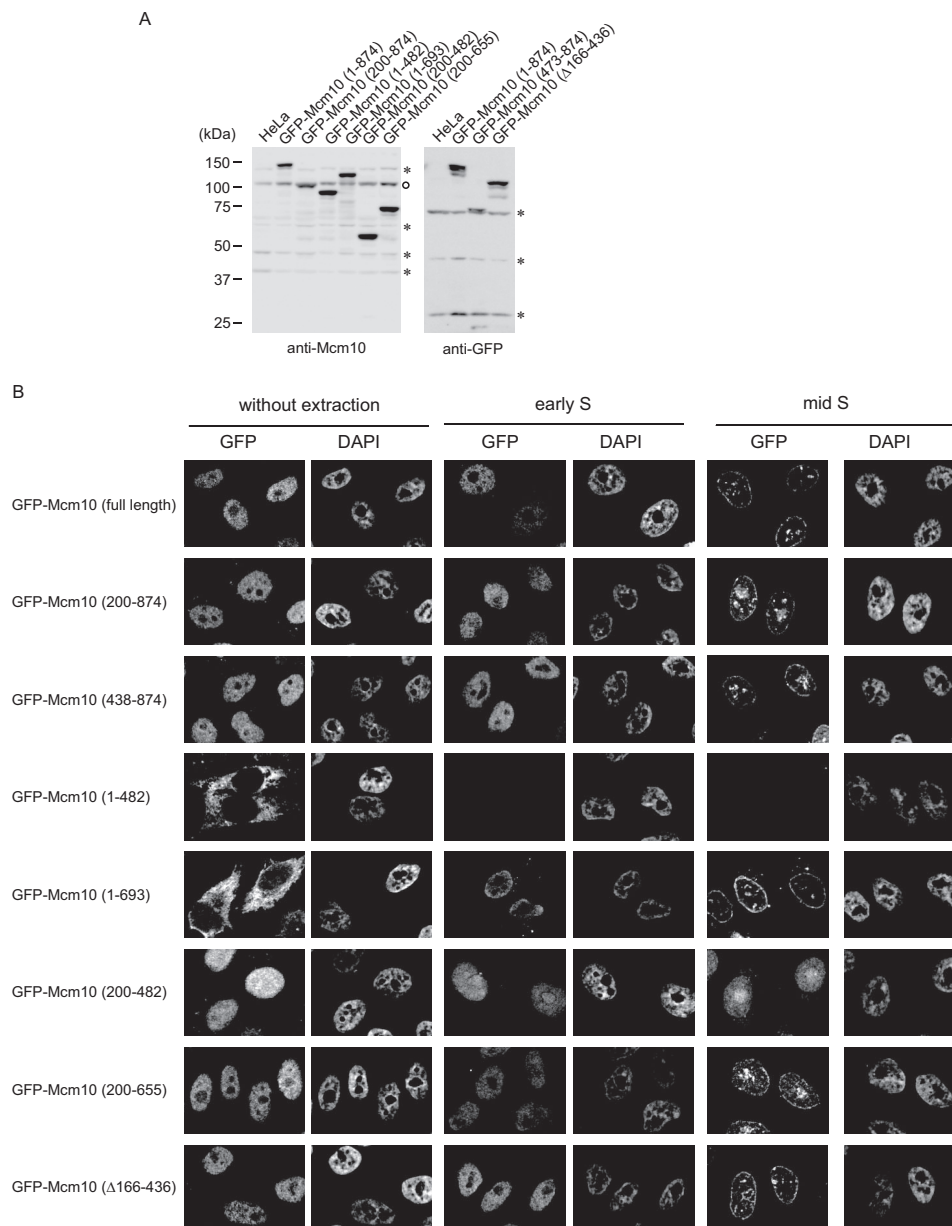 A
HeLa
GFP-Mcm10 (1-874)
GFP-Mcm10 (200-874)
GFP-Mcm10 (1-482)
GFP-Mcm10 (1-693)
GFP-Mcm10 (200-482)
GFP-Mcm10 (200-655)
HeLa
GFP-Mcm10 (1-874)
GFP-Mcm10 (473-874)
GFP-Mcm10 (Δ166-436)
(kDa)
150
100
75
50
37
25
*
*
*
*
*
*
*
anti-Mcm10
anti-GFP
B
without extraction
early S
mid S
GFP
DAPI
GFP
DAPI
GFP
DAPI
GFP-Mcm10 (full length)
GFP-Mcm10 (200-874)
GFP-Mcm10 (438-874)
GFP-Mcm10 (1-482)
GFP-Mcm10 (1-693)
GFP-Mcm10 (200-482)
GFP-Mcm10 (200-655)
GFP-Mcm10 (Δ166-436)